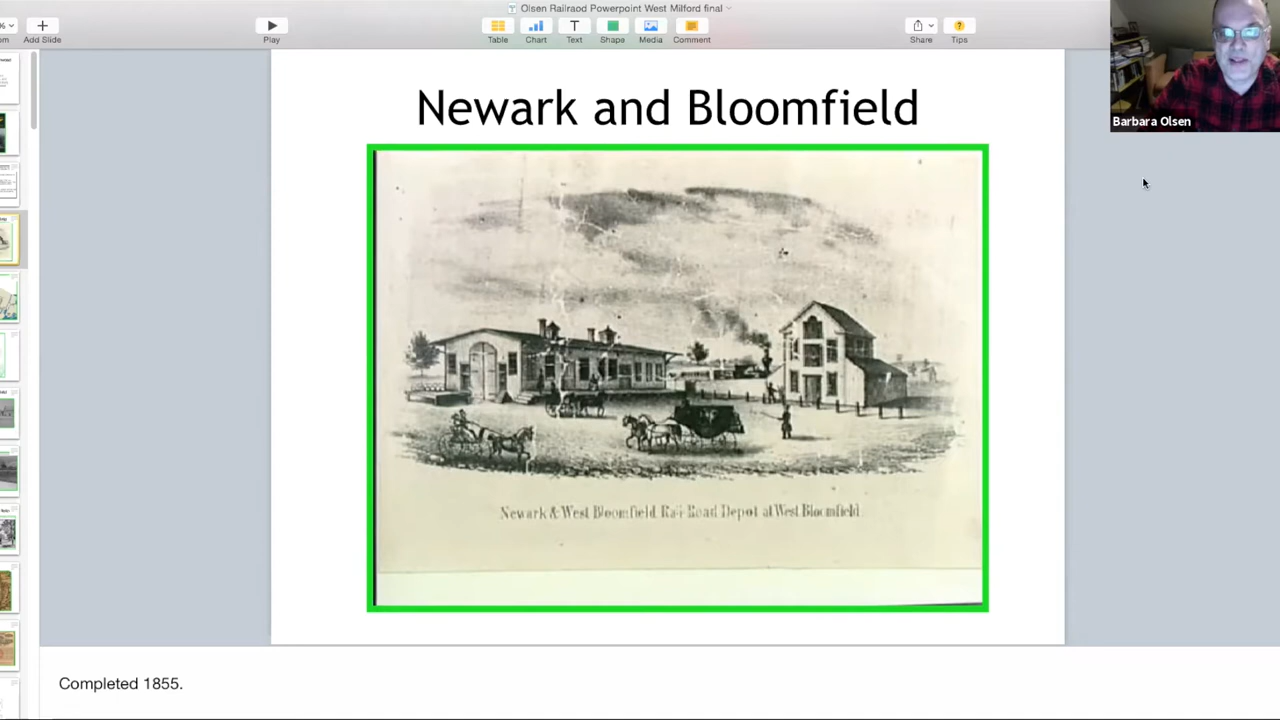 Olsen Railraod Powerpoint West Milford final
Add Slide
Play
Table
Chart
Text
Shape
Media
Comment
Share
Tips
Barbara Olsen
Newark and Bloomfield
Newark & West Bloomfield Rail Road Depot at West Bloomfield
Completed 1855.